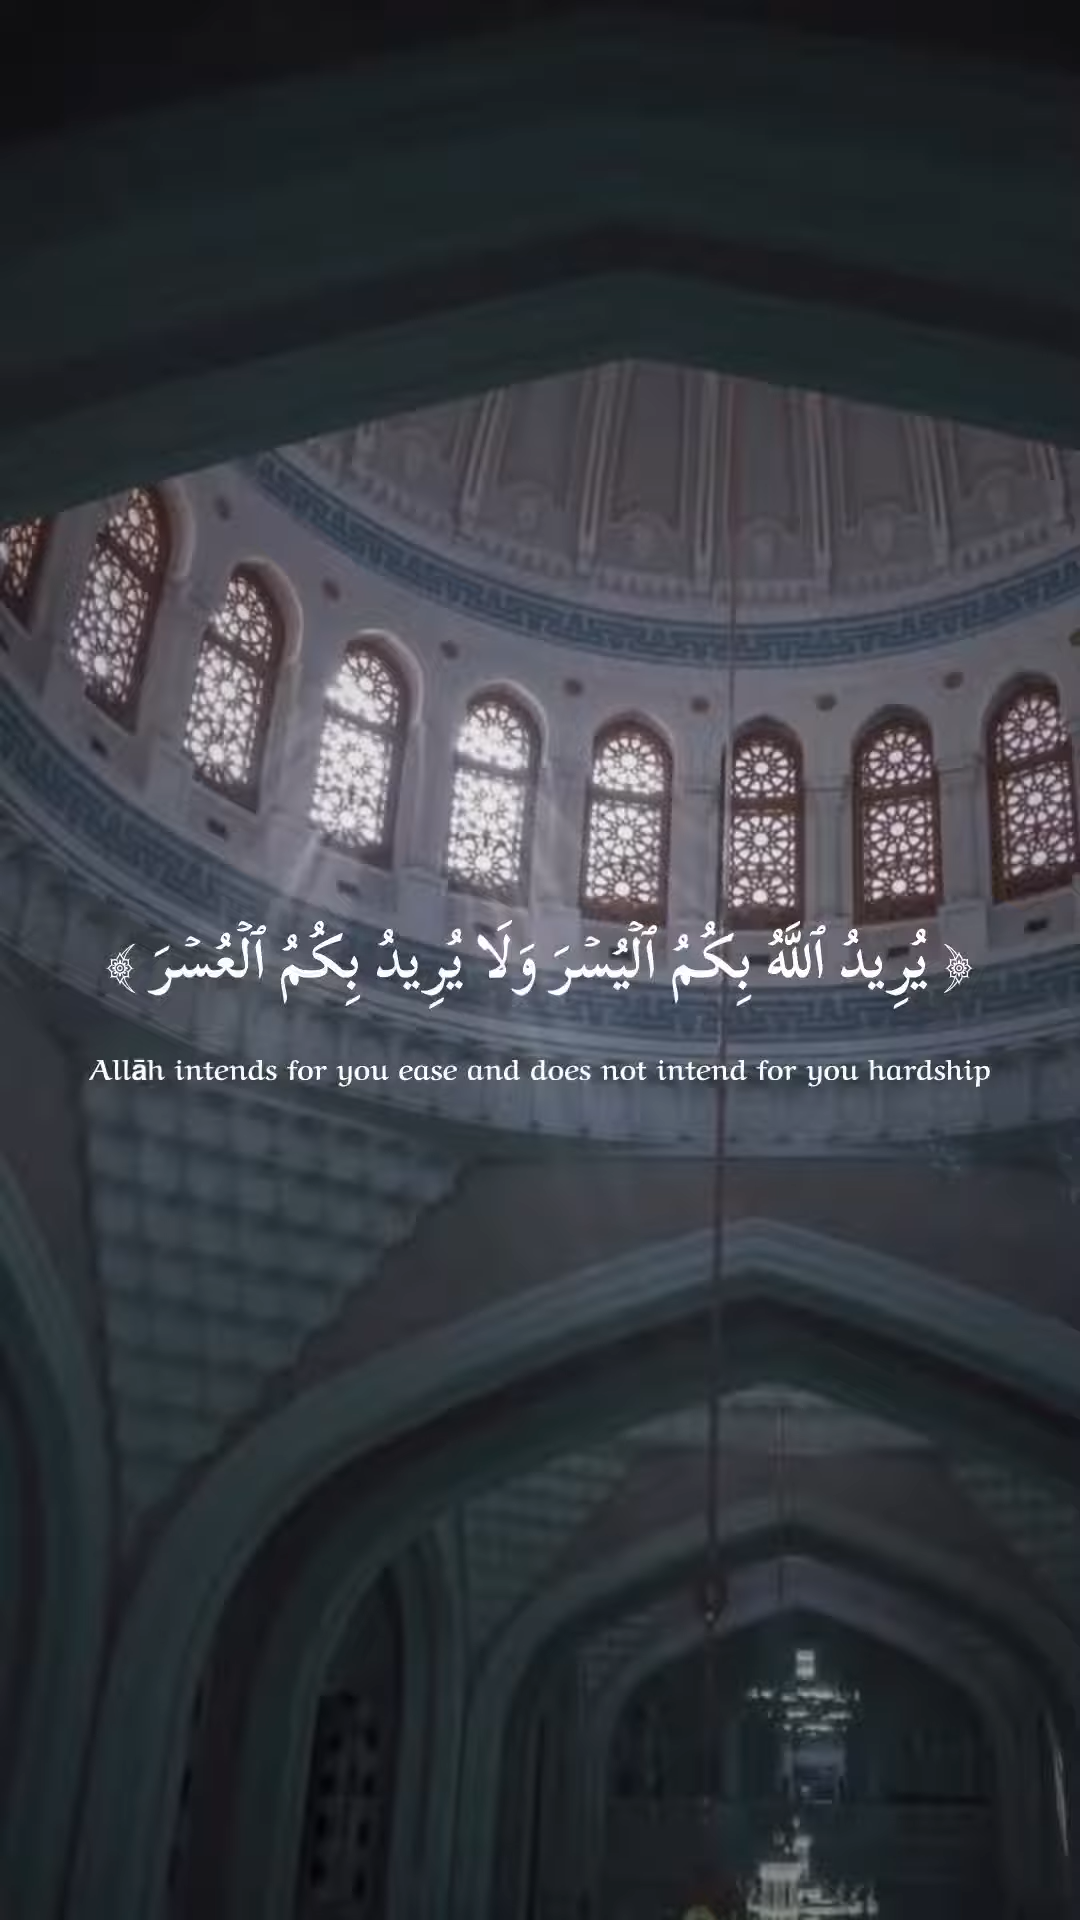 ﴿ يُرِيدُ ٱللَّهُ بِكُمُ ٱلْيُسْرَ وَلَا يُرِيدُ بِكُمُ ٱلْعُسْرَ ﴾
Allāh intends for you ease and does not intend for you hardship